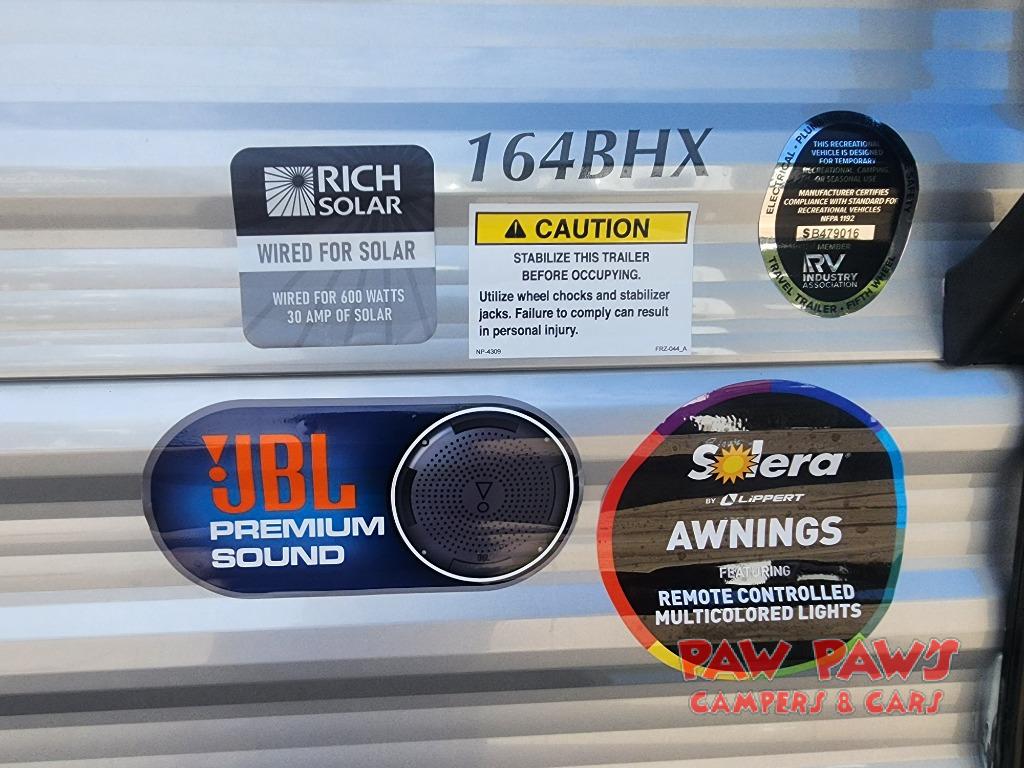 164BHX
RICH
SOLAR
WIRED FOR SOLAR
WIRED FOR 600 WATTS
30 AMP OF SOLAR
CAUTION
STABILIZE THIS TRAILER
BEFORE OCCUPYING.
Utilize wheel chocks and stabilizer
jacks. Failure to comply can result
in personal injury.
NP-4309
FRZ-044_A
ELECTRICAL • PLU
SAFETY
THIS RECREATIONAL
VEHICLE IS DESIGNED
FOR TEMPORARY
RECREATIONAL, CAMPING
OR SEASONAL USE
MANUFACTURER CERTIFIES
COMPLIANCE WITH STANDARD FOR
RECREATIONAL VEHICLES
NFPA 1192
SB479016
MEMBER
RV
INDUSTRY
ASSOCIATION
TRAVEL TRAILER • FIFTH WHEEL
JBL
PREMIUM
SOUND
JBL
Solera
BY LIPPERT
AWNINGS
FEATURING
REMOTE CONTROLLED
MULTICOLORED LIGHTS
PAW PAW'S
CAMPERS & CARS